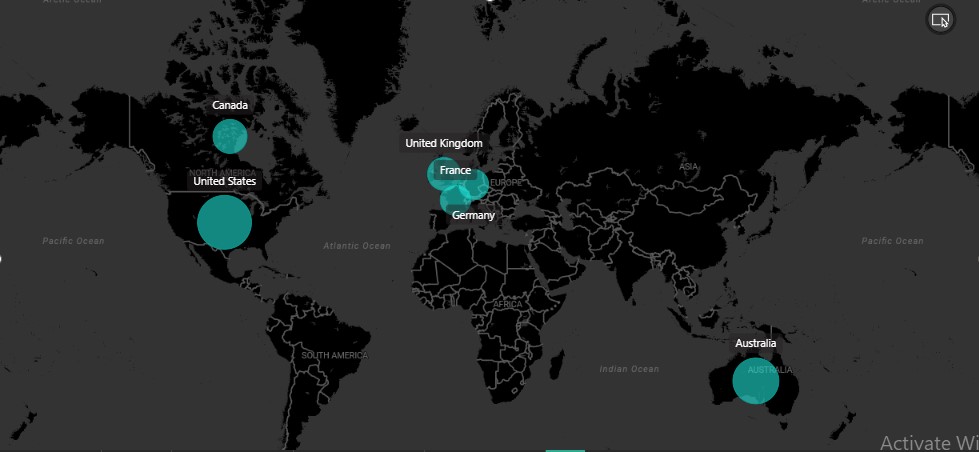 Arctic Ocean
Arctic Ocean
Canada
United Kingdom
France
ASIA
NORTH AMERICA
United States
EUROPE
Germany
Pacific Ocean
Atlantic Ocean
Pacific Ocean
AFRICA
Australia
SOUTH AMERICA
Indian Ocean
AUSTRALIA
Activate Wi